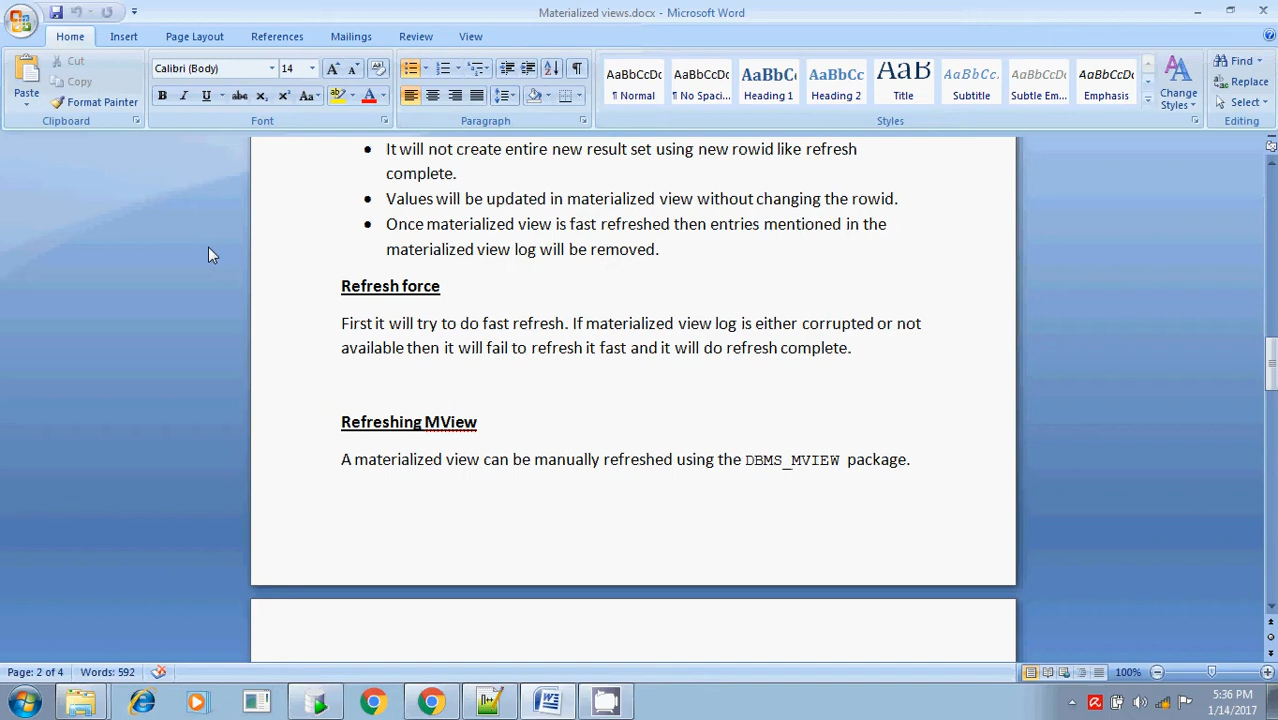 Materialized views.docx - Microsoft Word
Home Insert Page Layout References Mailings Review View
Paste
Cut
Copy
Format Painter
Clipboard
Calibri (Body) 14
Font
Paragraph
AaBbCcDc AaBbCcDc AaBbCc AaBbCc AaB AaBbCc. AaBbCcDc AaBbCcDc
¶ Normal ¶ No Spaci... Heading 1 Heading 2 Title Subtitle Subtle Em... Emphasis
Change Styles
Styles
Find
Replace
Select
Editing
• It will not create entire new result set using new rowid like refresh
complete.
• Values will be updated in materialized view without changing the rowid.
• Once materialized view is fast refreshed then entries mentioned in the
materialized view log will be removed.
Refresh force
First it will try to do fast refresh. If materialized view log is either corrupted or not
available then it will fail to refresh it fast and it will do refresh complete.
Refreshing MView
A materialized view can be manually refreshed using the DBMS_MVIEW package.
Page: 2 of 4 Words: 592 100%
5:36 PM
1/14/2017